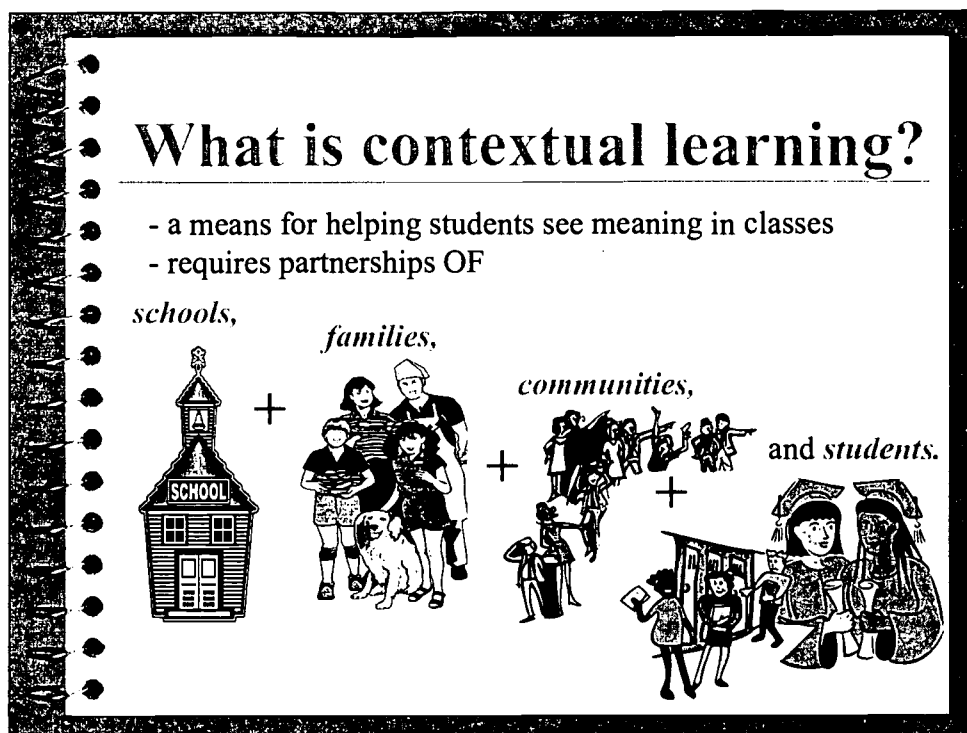 What is contextual learning?
- a means for helping students see meaning in classes
- requires partnerships OF
schools,
families,
communities,
and students.
SCHOOL
+
+
+